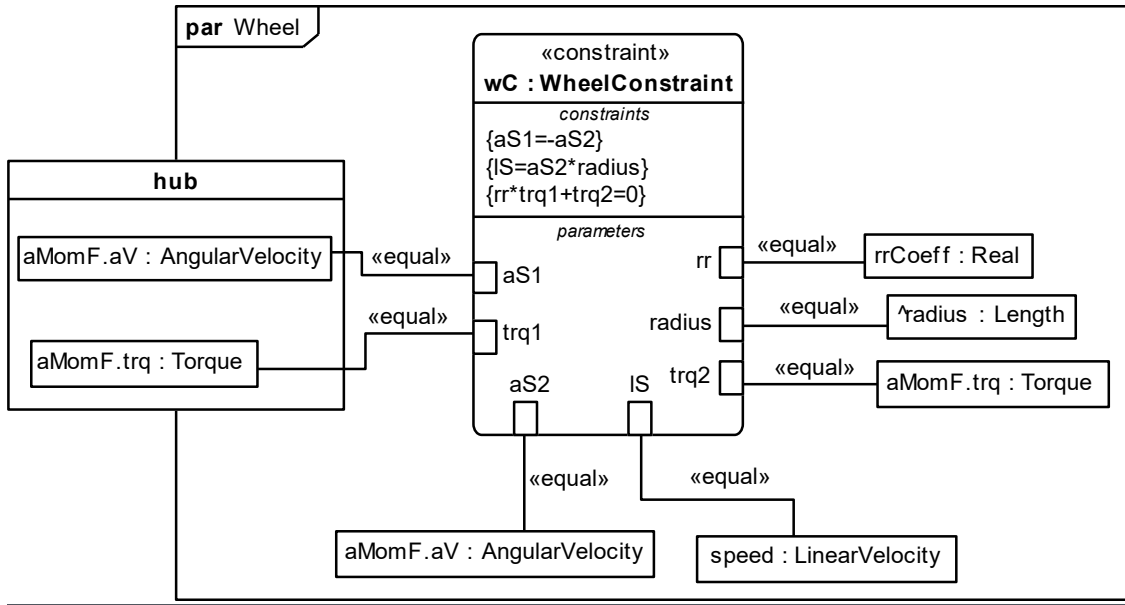 par Wheel
«constraint»
wC : WheelConstraint
constraints
{aS1=-aS2}
{lS=aS2*radius}
{rr*trq1+trq2=0}
parameters
hub
aMomF.aV : AngularVelocity
«equal»
aS1
aMomF.trq : Torque
«equal»
trq1
rr
«equal»
rrCoeff : Real
radius
«equal»
^radius : Length
trq2
«equal»
aMomF.trq : Torque
aS2
lS
«equal»
«equal»
aMomF.aV : AngularVelocity
speed : LinearVelocity